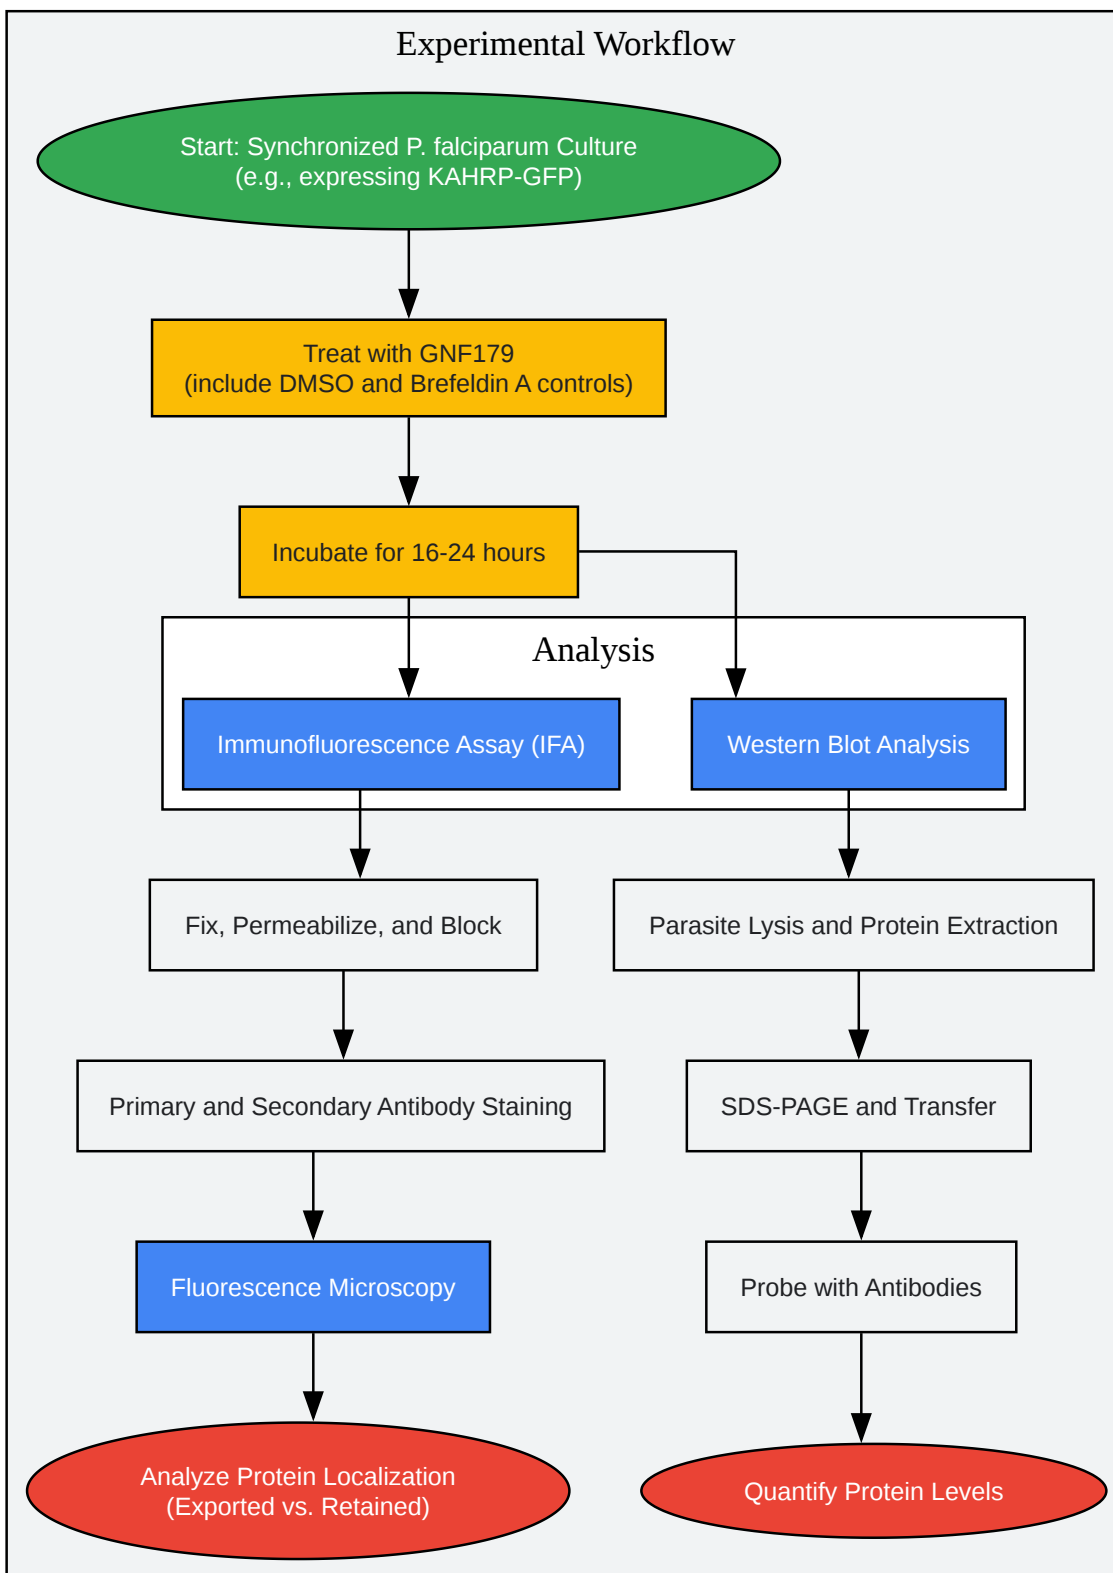 Experimental Workflow
Start: Synchronized P. falciparum Culture
(e.g., expressing KAHRP-GFP)
Treat with GNF179
(include DMSO and Brefeldin A controls)
Incubate for 16-24 hours
Analysis
Immunofluorescence Assay (IFA)
Western Blot Analysis
Fix, Permeabilize, and Block
Parasite Lysis and Protein Extraction
Primary and Secondary Antibody Staining
SDS-PAGE and Transfer
Fluorescence Microscopy
Probe with Antibodies
Analyze Protein Localization
(Exported vs. Retained)
Quantify Protein Levels